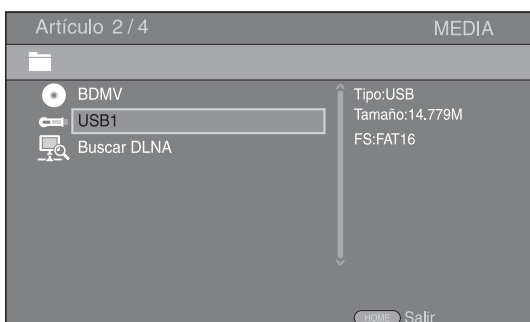 Artículo 2/4 MEDIA
BDMV
USB1
Buscar DLNA
Tipo:USB
Tamaño:14.779M
FS:FAT16
HOME Salir